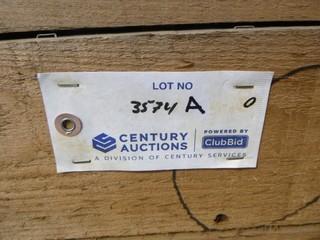 LOT NO
3574 A 0
CENTURY AUCTIONS
A DIVISION OF CENTURY SERVICES
POWERED BY
ClubBid